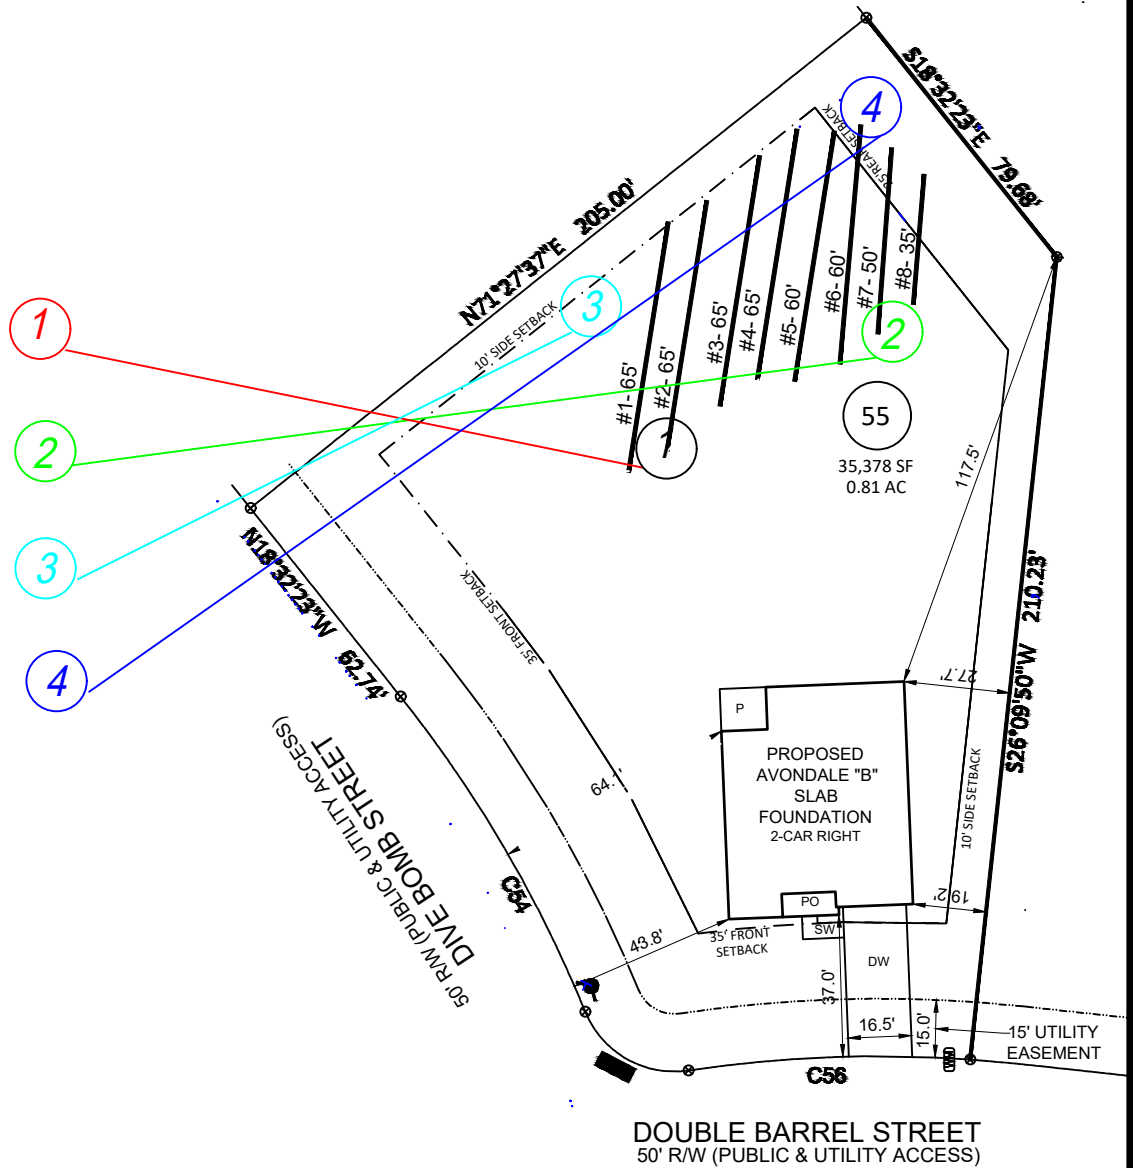 S18°32'23"E 79.68'
4
25' REAR SETBACK
N71°27'37"E 205.00'
10' SIDE SETBACK
3
1
2
#1- 65'
#2- 65'
#3- 65'
#4- 65'
#5- 60'
#6- 60'
#7- 50'
#8- 35'
2
1
55
35,378 SF
0.81 AC
117.5'
3
4
N18°32'23"W 62.74'
35' FRONT SETBACK
S26°09'50"W 210.23'
27.7'
P
PROPOSED
AVONDALE "B"
SLAB
FOUNDATION
2-CAR RIGHT
64.1'
10' SIDE SETBACK
DIVE BOMB STREET
50' R/W (PUBLIC & UTILITY ACCESS)
C54
43.8'
35' FRONT
SETBACK
PO
SW
19.2'
DW
37.0'
16.5'
15.0'
15' UTILITY
EASEMENT
C56
DOUBLE BARREL STREET
50' R/W (PUBLIC & UTILITY ACCESS)